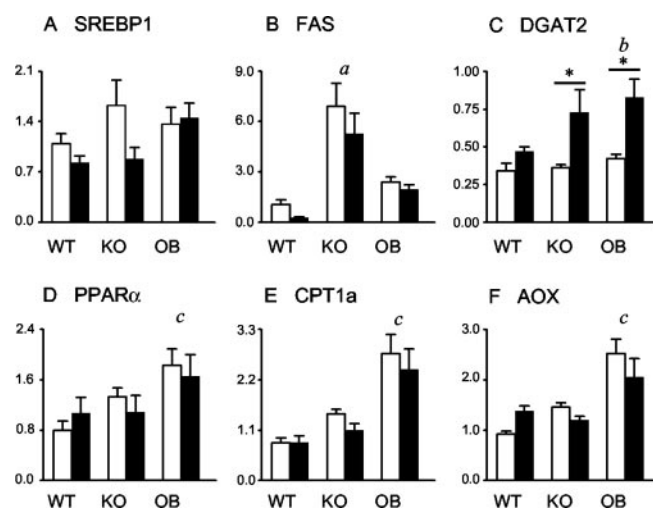 A SREBP1
2.1
1.4
0.7
0.0
WT KO OB
B FAS
9.0
6.0
3.0
0.0
a
WT KO OB
C DGAT2
1.00
0.75
0.50
0.25
0.00
*
b
*
WT KO OB
D PPARα
2.4
1.6
0.8
0.0
c
WT KO OB
E CPT1a
3.3
2.2
1.1
0.0
c
WT KO OB
F AOX
3.0
2.0
1.0
0.0
c
WT KO OB